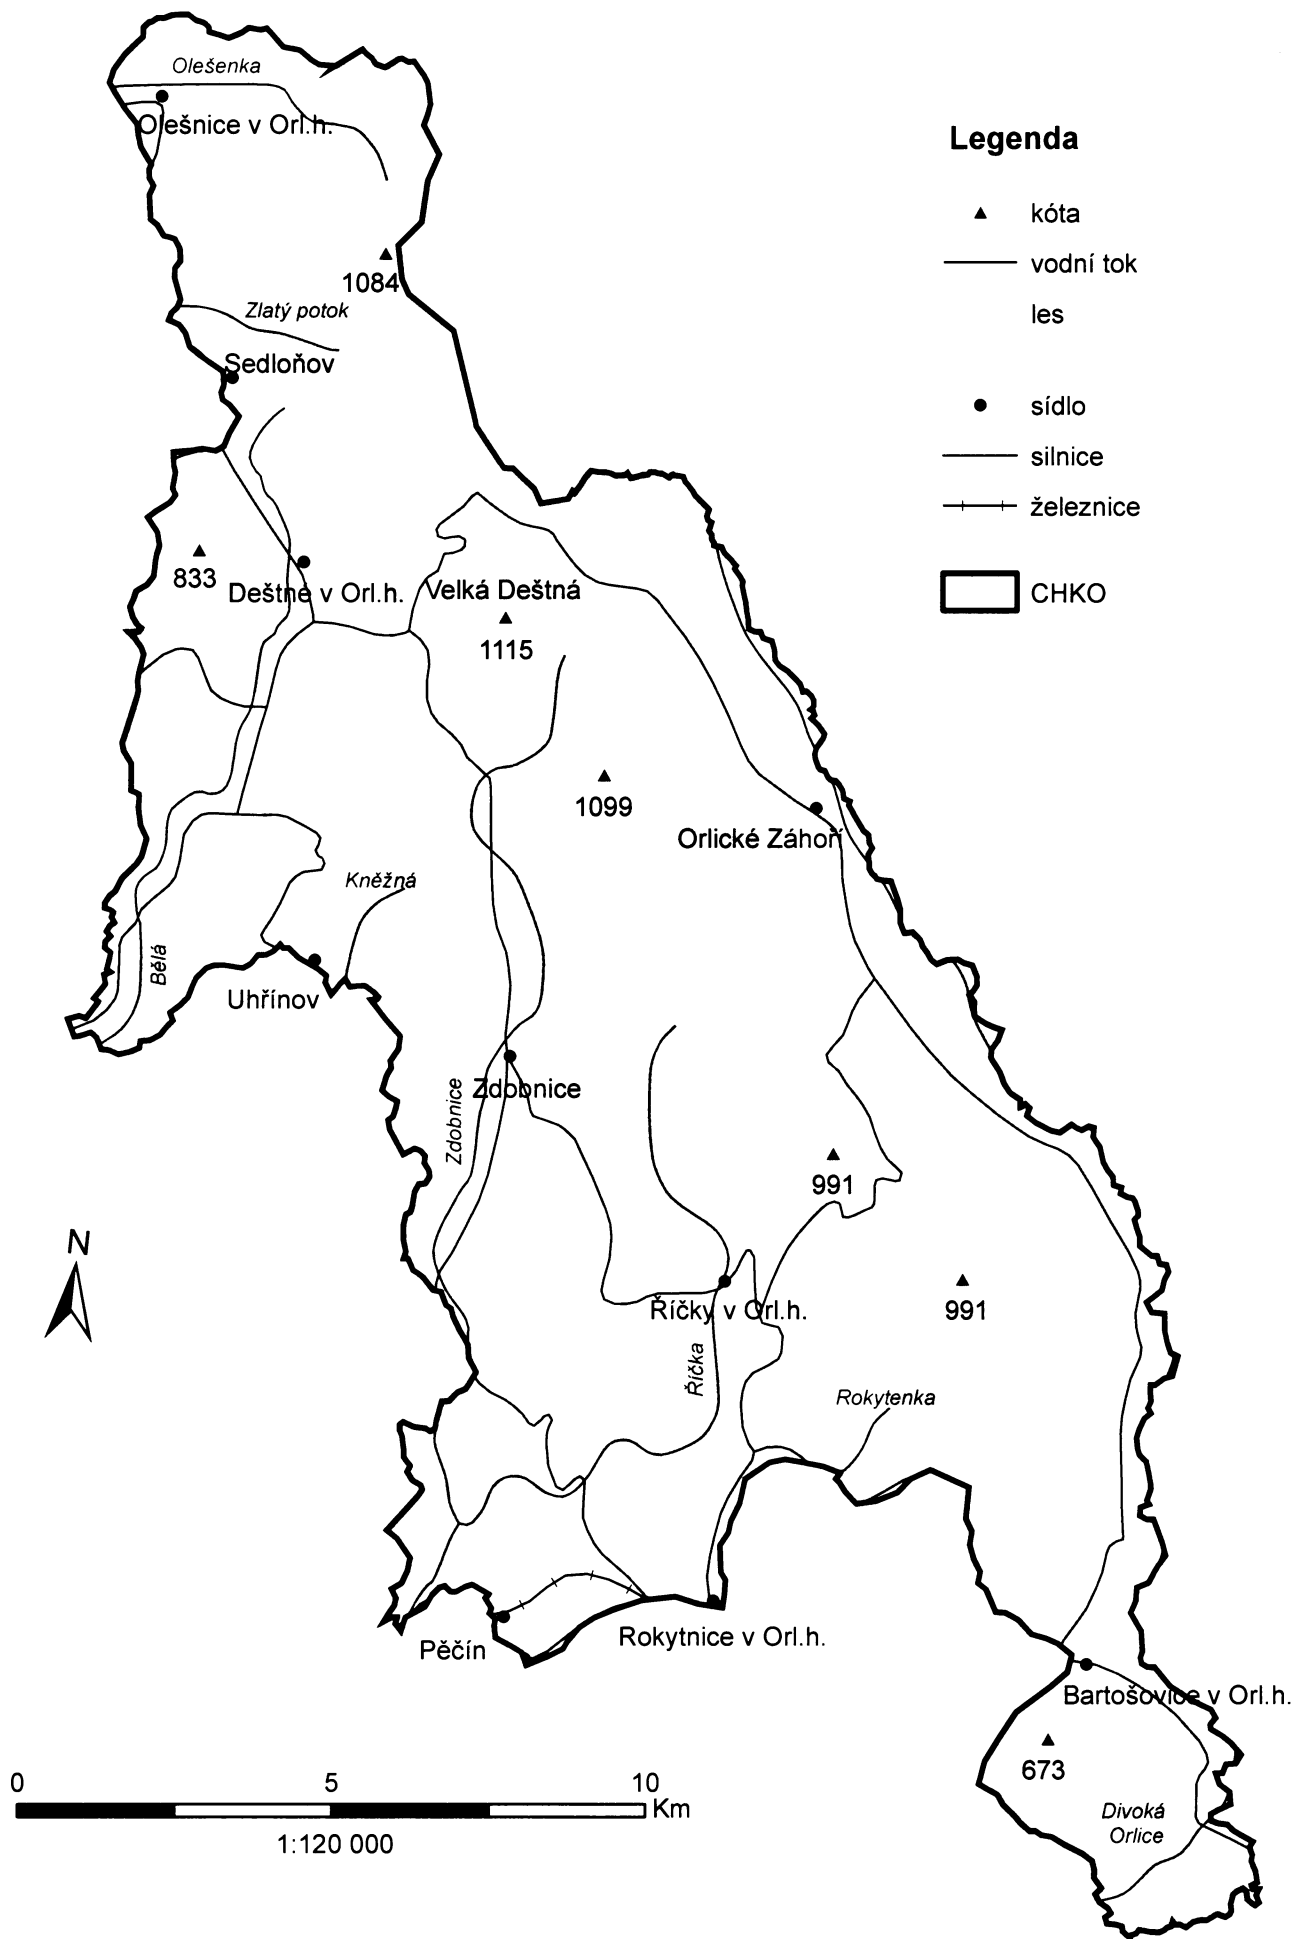 Olešenka
Olešnice v Orl.h.
1084
Zlatý potok
Sedloňov
833
Deštné v Orl.h.
Velká Deštná
1115
1099
Orlické Záhoří
Kněžná
Bělá
Uhřínov
Zdobnice
Zdobnice
991
991
Říčky v Orl.h.
Říčka
Rokytenka
Pěčín
Rokytnice v Orl.h.
Bartošovice v Orl.h.
673
Divoká
Orlice
Legenda
kóta
vodní tok
les
sídlo
silnice
železnice
CHKO
N
0 5 10
Km
1:120 000